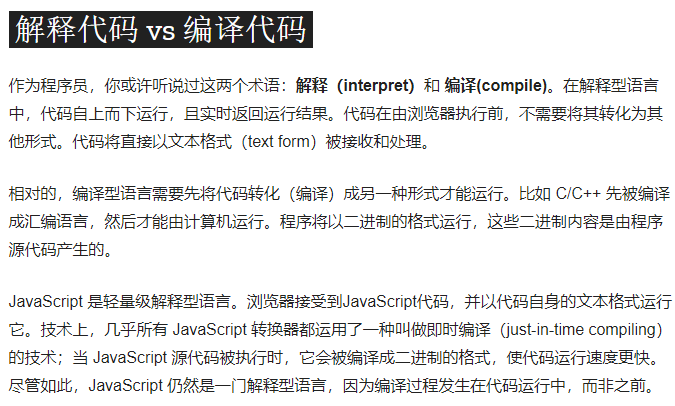 解释代码 vs 编译代码
作为程序员，你或许听说过这两个术语：解释（interpret）和 编译(compile)。在解释型语言
中，代码自上而下运行，且实时返回运行结果。代码在由浏览器执行前，不需要将其转化为其
他形式。代码将直接以文本格式（text form）被接收和处理。
相对的，编译型语言需要先将代码转化（编译）成另一种形式才能运行。比如 C/C++ 先被编译
成汇编语言，然后才能由计算机运行。程序将以二进制的格式运行，这些二进制内容是由程序
源代码产生的。
JavaScript 是轻量级解释型语言。浏览器接受到JavaScript代码，并以代码自身的文本格式运行
它。技术上，几乎所有 JavaScript 转换器都运用了一种叫做即时编译（just-in-time compiling）
的技术；当 JavaScript 源代码被执行时，它会被编译成二进制的格式，使代码运行速度更快。
尽管如此，JavaScript 仍然是一门解释型语言，因为编译过程发生在代码运行中，而非之前。